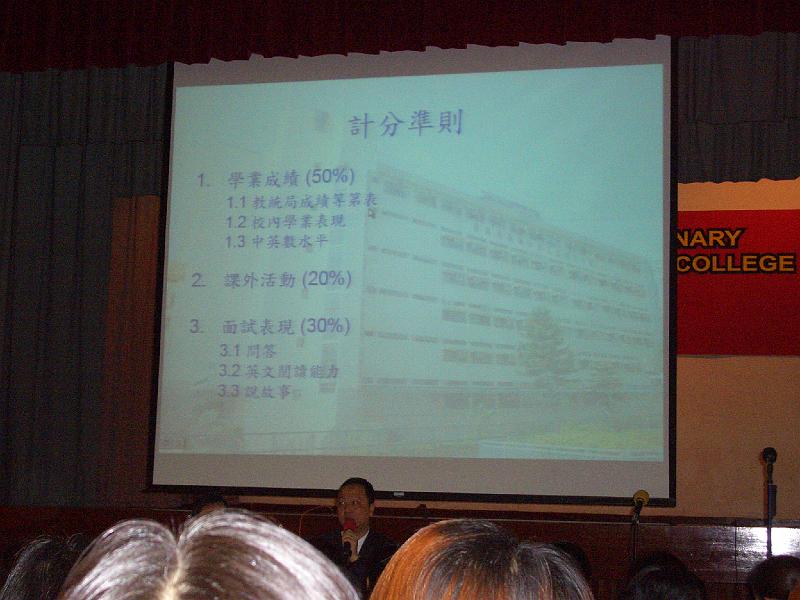 計分準則
1. 學業成績 (50%)
1.1 教統局成績等第表
1.2 校內學業表現
1.3 中英數水平
2. 課外活動 (20%)
3. 面試表現 (30%)
3.1 問答
3.2 英文閱讀能力
3.3 說故事
NARY
COLLEGE